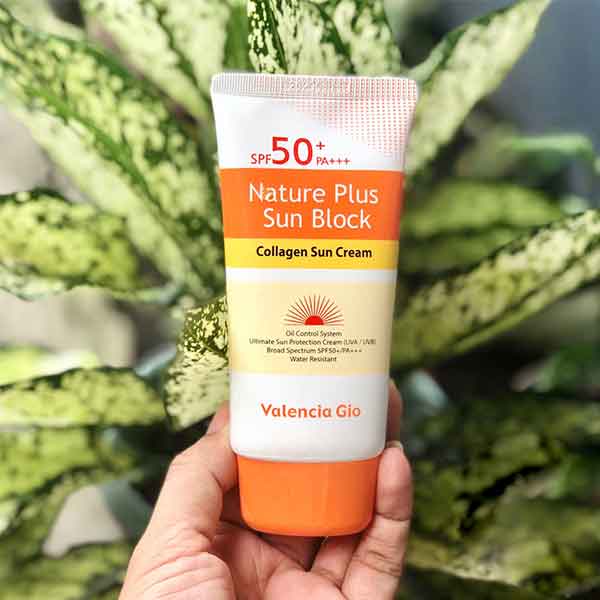 SPF50+ PA+++
Nature Plus
Sun Block
Collagen Sun Cream
Oil Control System
Ultimate Sun Protection Cream (UVA / UVB)
Broad Spectrum SPF50+/PA+++
Water Resistant
Valencia Gio